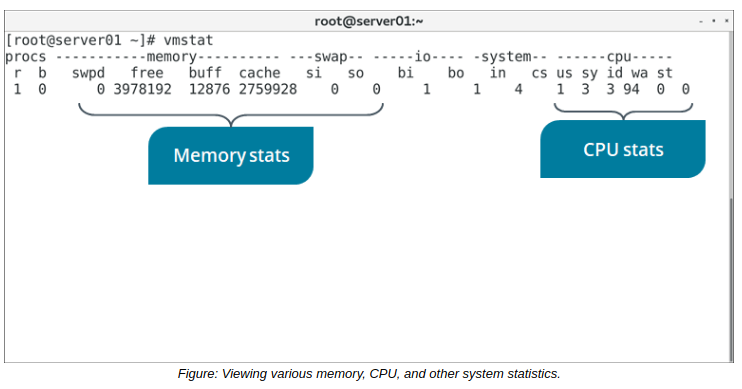 root@server01:~
[root@server01 ~]# vmstat
procs -----------memory---------- ---swap-- -----io---- -system-- ------cpu-----
r b swpd free buff cache si so bi bo in cs us sy id wa st
1 0 0 3978192 12876 2759928 0 0 1 1 4 1 3 3 94 0 0
Memory stats
CPU stats
Figure: Viewing various memory, CPU, and other system statistics.